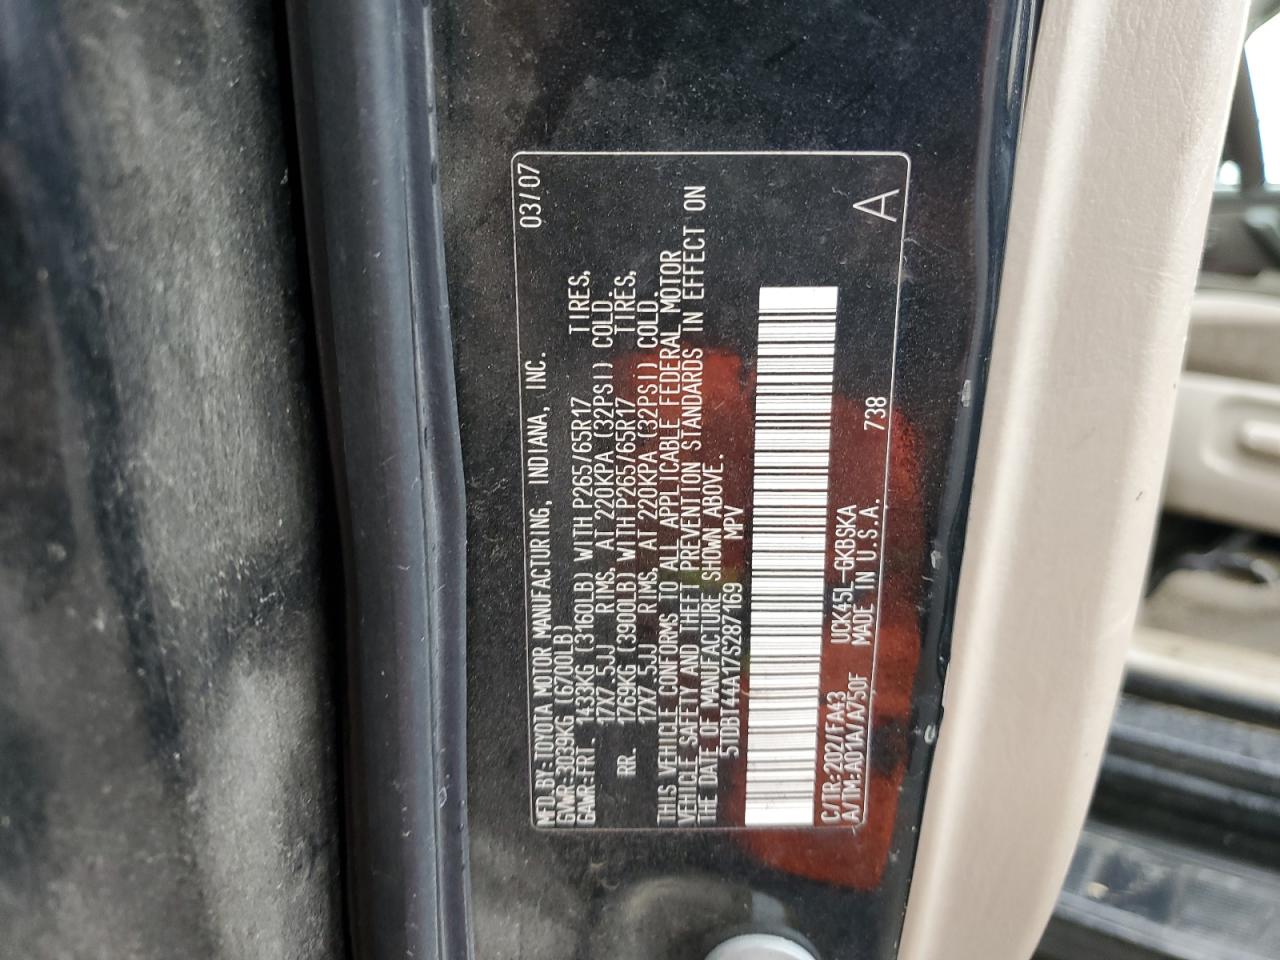 MFD. BY: TOYOTA MOTOR MANUFACTURING, INDIANA, INC. 03/07
GVWR: 3039KG (6700LB)
GAWR: FRT. 1433KG (3160LB) WITH P265/65R17 TIRES,
17X7.5JJ RIMS, AT 220KPA (32PSI) COLD.
RR. 1769KG (3900LB) WITH P265/65R17 TIRES,
17X7.5JJ RIMS, AT 220KPA (32PSI) COLD.
THIS VEHICLE CONFORMS TO ALL APPLICABLE FEDERAL MOTOR
VEHICLE SAFETY AND THEFT PREVENTION STANDARDS IN EFFECT ON
THE DATE OF MANUFACTURE SHOWN ABOVE.
5TDBT44A17S287169 MPV
C/TR: 202/FA43 UCK45L-GKBSKA 738 A
A/TM: A01A/A750F MADE IN U.S.A.